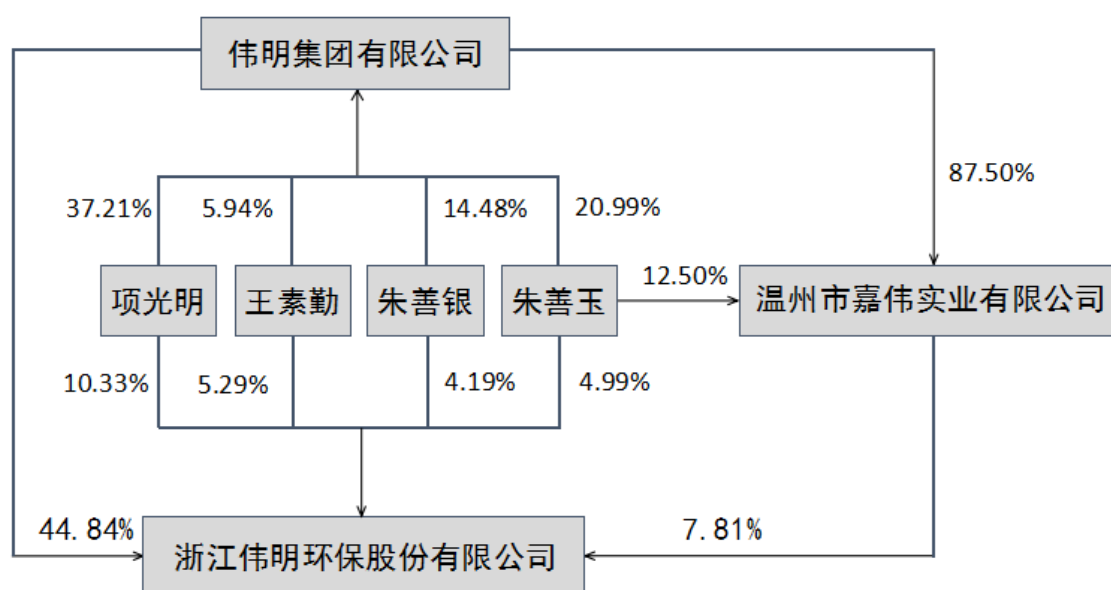 伟明集团有限公司
37.21%
5.94%
14.48%
20.99%
87.50%
项光明
王素勤
朱善银
朱善玉
12.50%
温州市嘉伟实业有限公司
10.33%
5.29%
4.19%
4.99%
44.84%
7.81%
浙江伟明环保股份有限公司